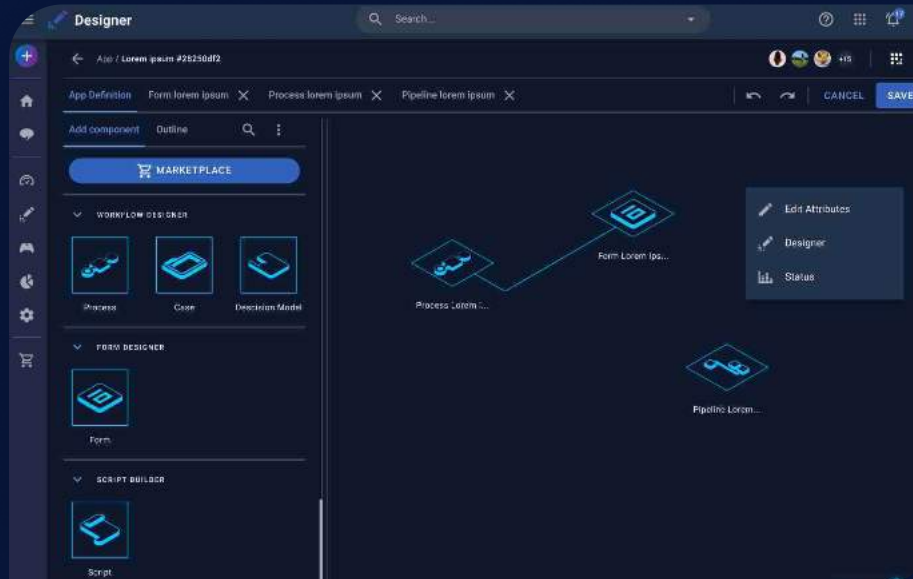 Designer
Search...
17
App / Lorem ipsum #28250df2
+15
App Definition
Form lorem ipsum
Process lorem ipsum
Pipeline lorem ipsum
CANCEL
SAVE
Add component
Outline
MARKETPLACE
WORKFLOW DESIGNER
Process
Case
Descision Model
FORM DESIGNER
Form
SCRIPT BUILDER
Script
Form Lorem Ips...
Process Lorem I...
Pipeline Lorem...
Edit Attributes
Designer
Status